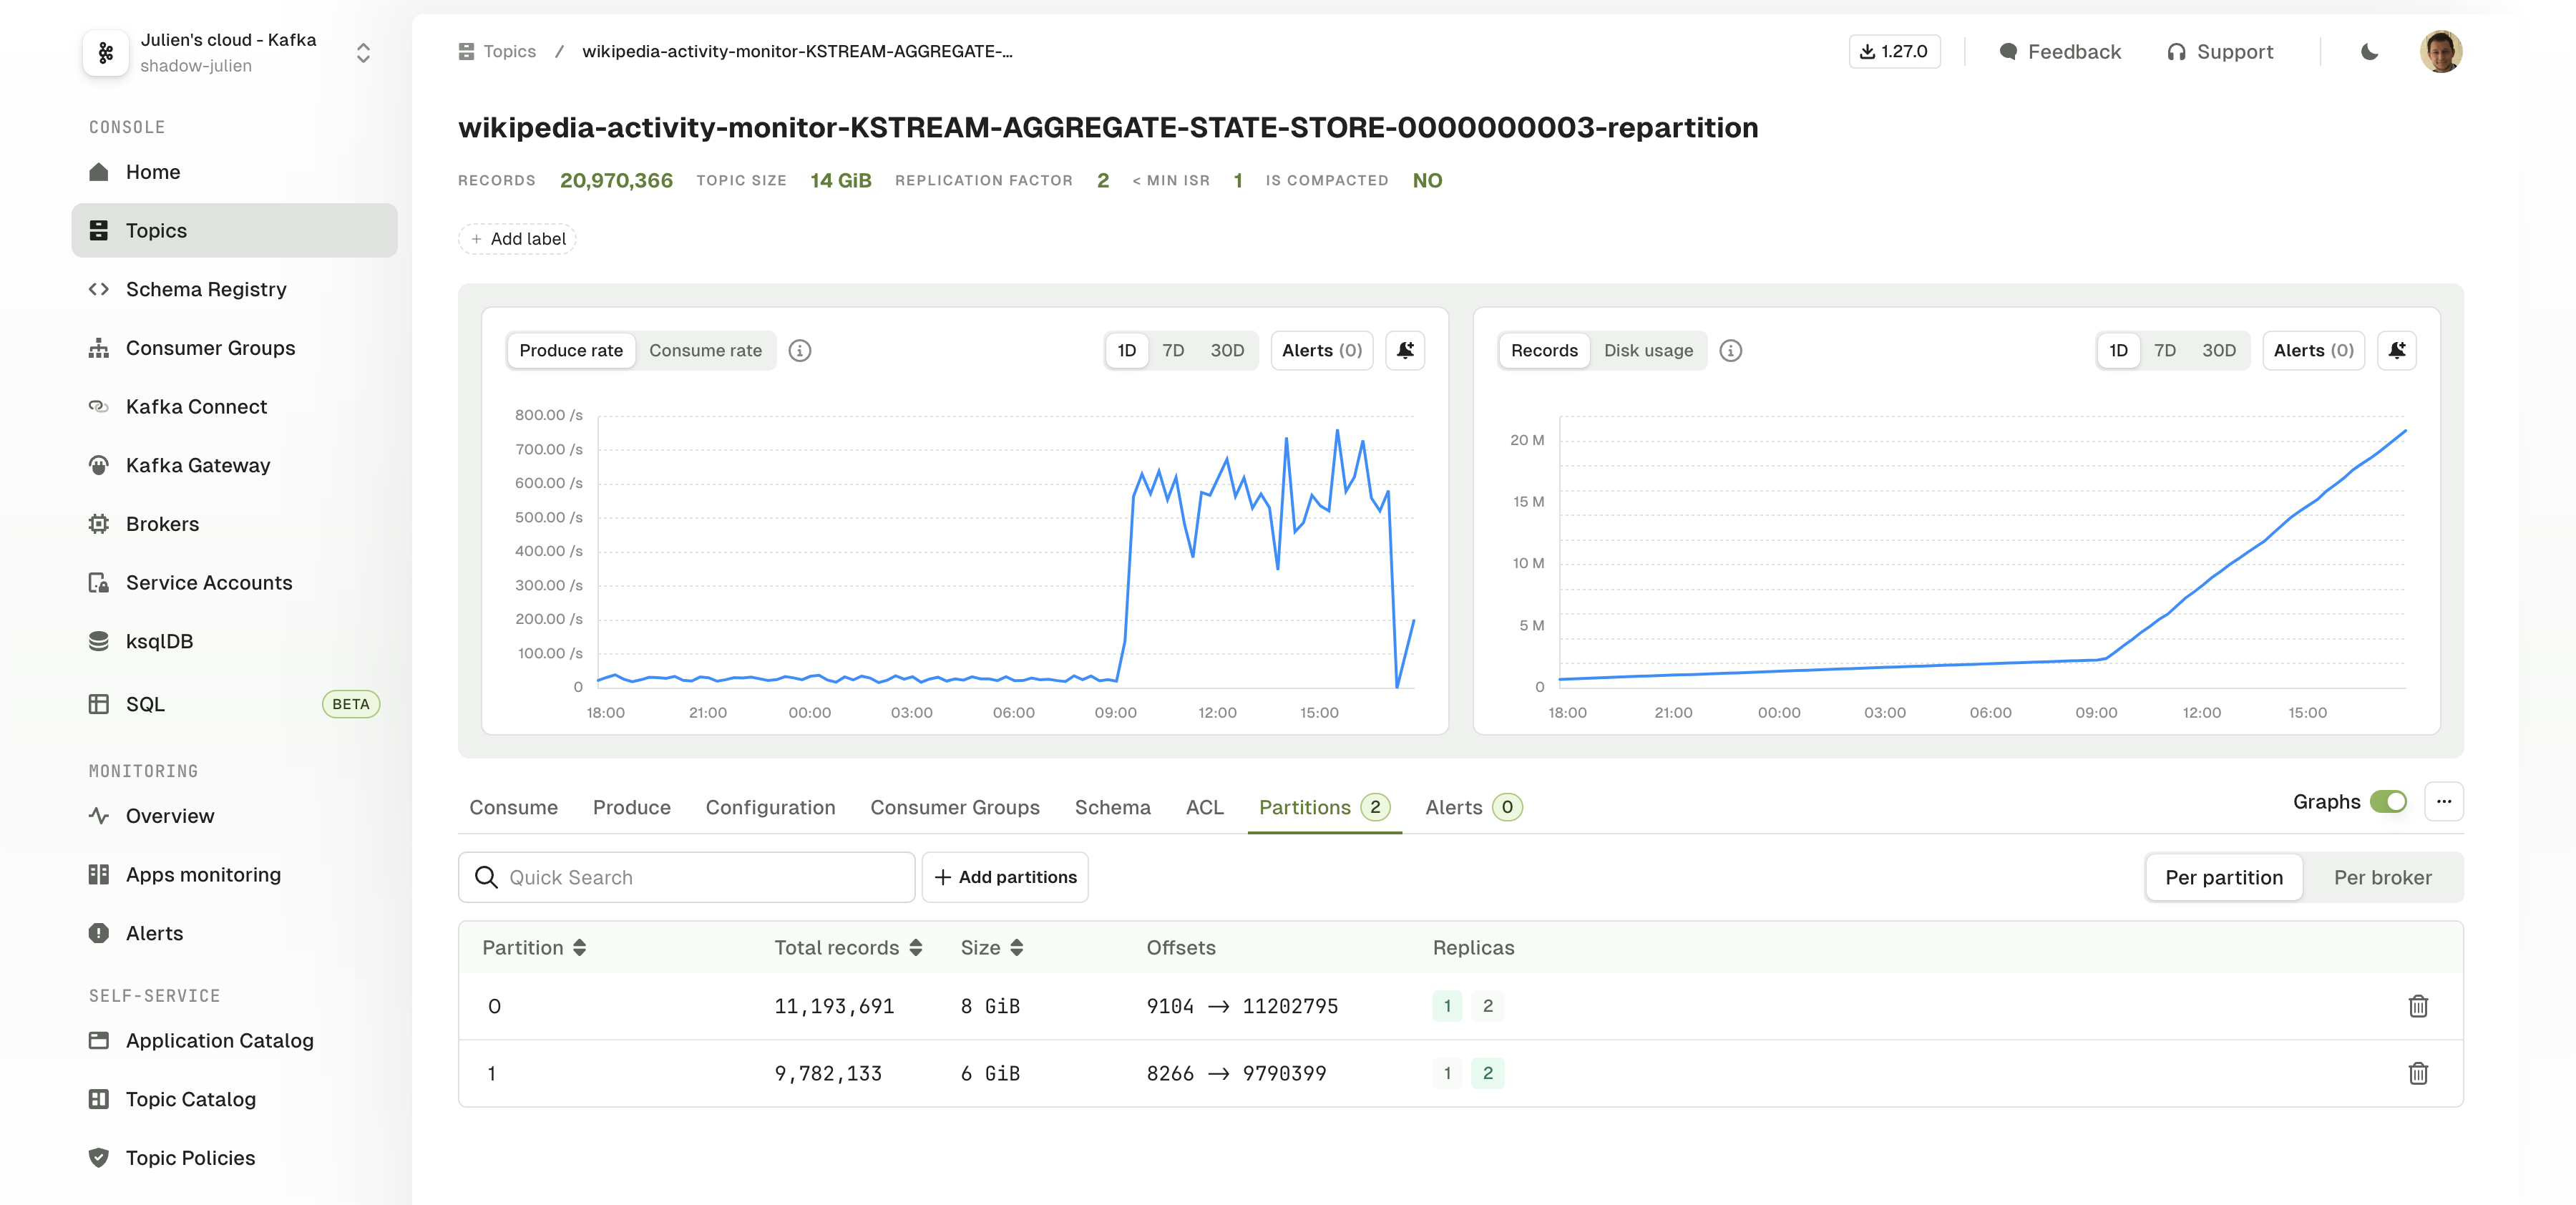 Julien's cloud - Kafka
shadow-julien
CONSOLE
Home
Topics
Schema Registry
Consumer Groups
Kafka Connect
Kafka Gateway
Brokers
Service Accounts
ksqlDB
SQL BETA
MONITORING
Overview
Apps monitoring
Alerts
SELF-SERVICE
Application Catalog
Topic Catalog
Topic Policies
Topics / wikipedia-activity-monitor-KSTREAM-AGGREGATE-...
1.27.0 Feedback Support
wikipedia-activity-monitor-KSTREAM-AGGREGATE-STATE-STORE-0000000003-repartition
RECORDS 20,970,366 TOPIC SIZE 14 GiB REPLICATION FACTOR 2 < MIN ISR 1 IS COMPACTED NO
+ Add label
Produce rate Consume rate 1D 7D 30D Alerts (0)
800.00 /s
700.00 /s
600.00 /s
500.00 /s
400.00 /s
300.00 /s
200.00 /s
100.00 /s
0
18:00 21:00 00:00 03:00 06:00 09:00 12:00 15:00
Records Disk usage 1D 7D 30D Alerts (0)
20 M
15 M
10 M
5 M
0
18:00 21:00 00:00 03:00 06:00 09:00 12:00 15:00
Consume Produce Configuration Consumer Groups Schema ACL Partitions 2 Alerts 0 Graphs ...
Quick Search + Add partitions Per partition Per broker
Partition Total records Size Offsets Replicas
0 11,193,691 8 GiB 9104 → 11202795 1 2
1 9,782,133 6 GiB 8266 → 9790399 1 2